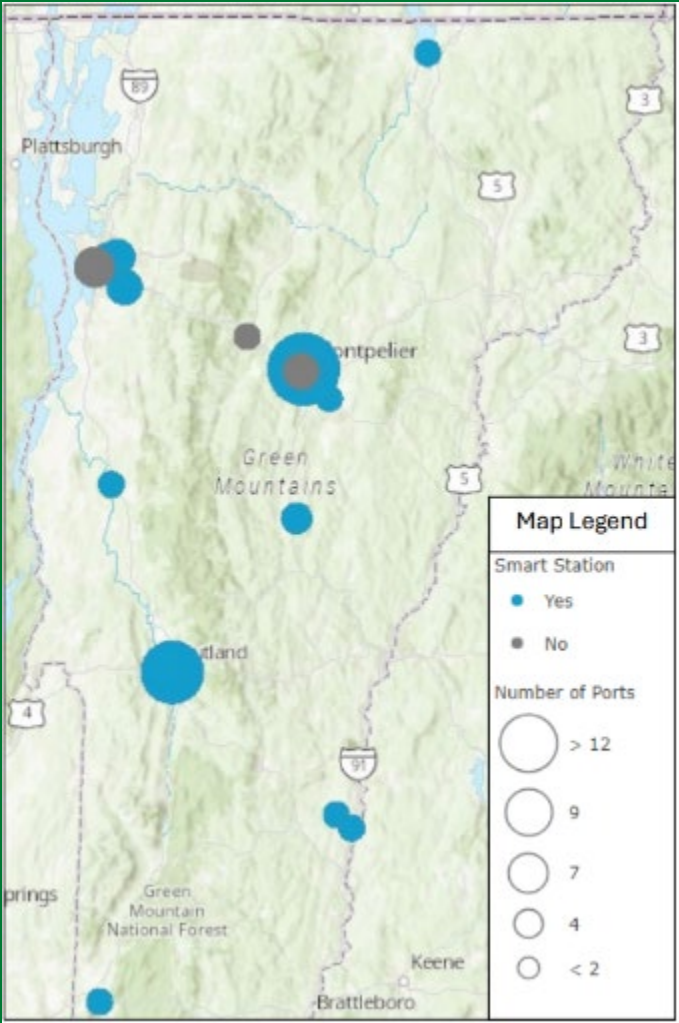 89
3
Plattsburgh
5
ontpelier
3
Green
Mountains
White
Mounta
5
Map Legend
Smart Station
Yes
No
utland
Number of Ports
4
> 12
91
9
7
prings
Green
Mountain
National Forest
4
Keene
< 2
Brattleboro